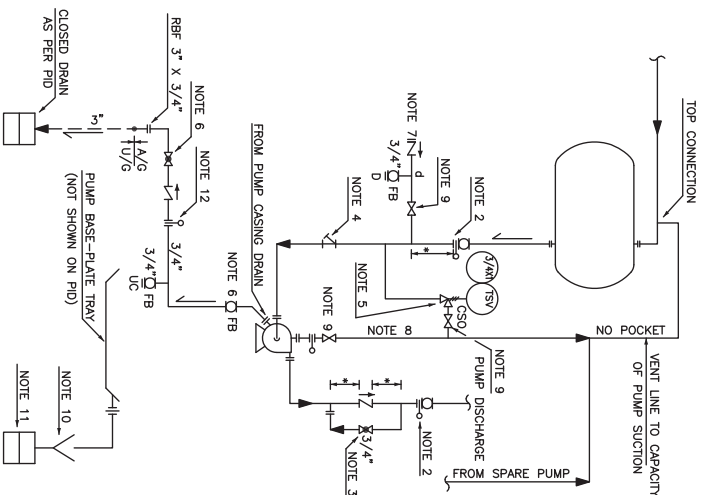 TOP CONNECTION
NO POCKET
VENT LINE TO CAPACITY
OF PUMP SUCTION
NOTE 2
NOTE 9
NOTE 7
3/4"
d
FB
D
*
3/4x1
TSV
CSO
NOTE 5
NOTE 4
NOTE 8
NOTE 9
PUMP DISCHARGE
FROM SPARE PUMP
NOTE 9
FROM PUMP CASING DRAIN
NOTE 6
FB
*
*
NOTE 2
3/4"
NOTE 3
CLOSED DRAIN
AS PER PID
RBF 3" X 3/4"
NOTE 6
NOTE 12
3"
A/G
U/G
3/4"
3/4"
FB
UC
PUMP BASE-PLATE TRAY
(NOT SHOWN ON PID)
NOTE 10
NOTE 11